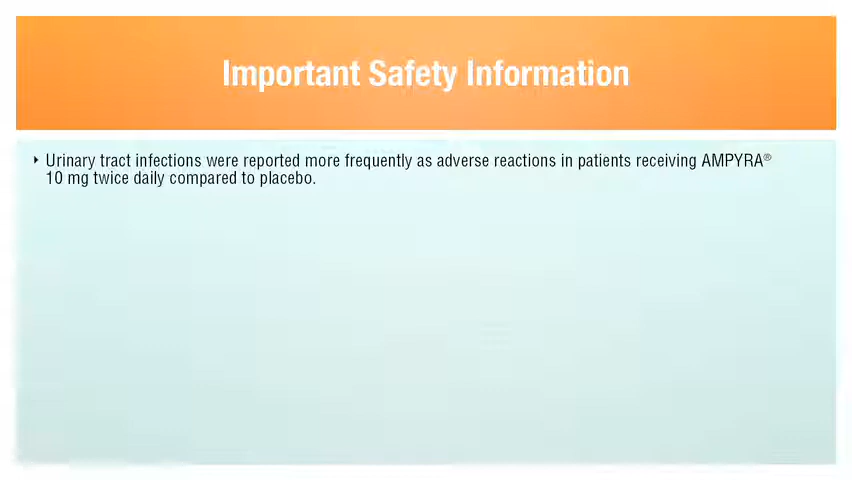 Important Safety Information
‣ Urinary tract infections were reported more frequently as adverse reactions in patients receiving AMPYRA®
10 mg twice daily compared to placebo.